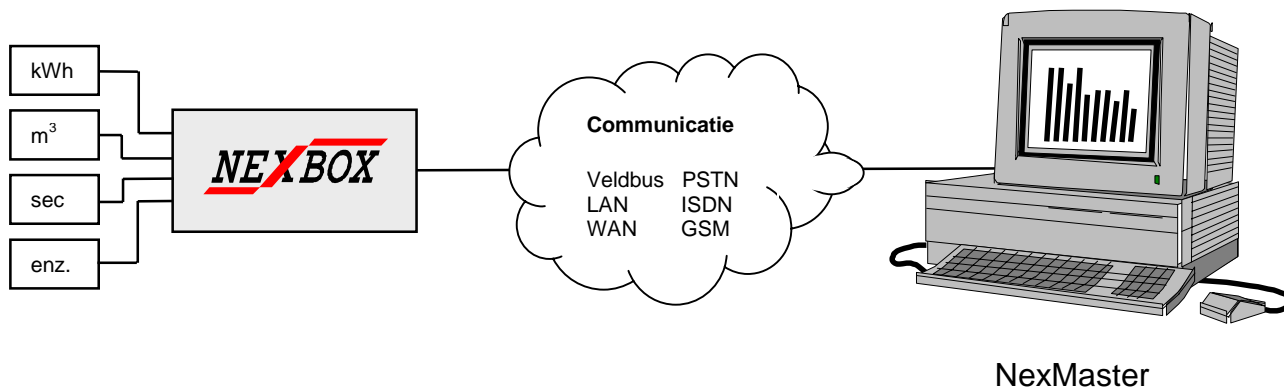 kWh
m³
sec
enz.
NEXBOX
Communicatie
Veldbus PSTN
LAN ISDN
WAN GSM
NexMaster